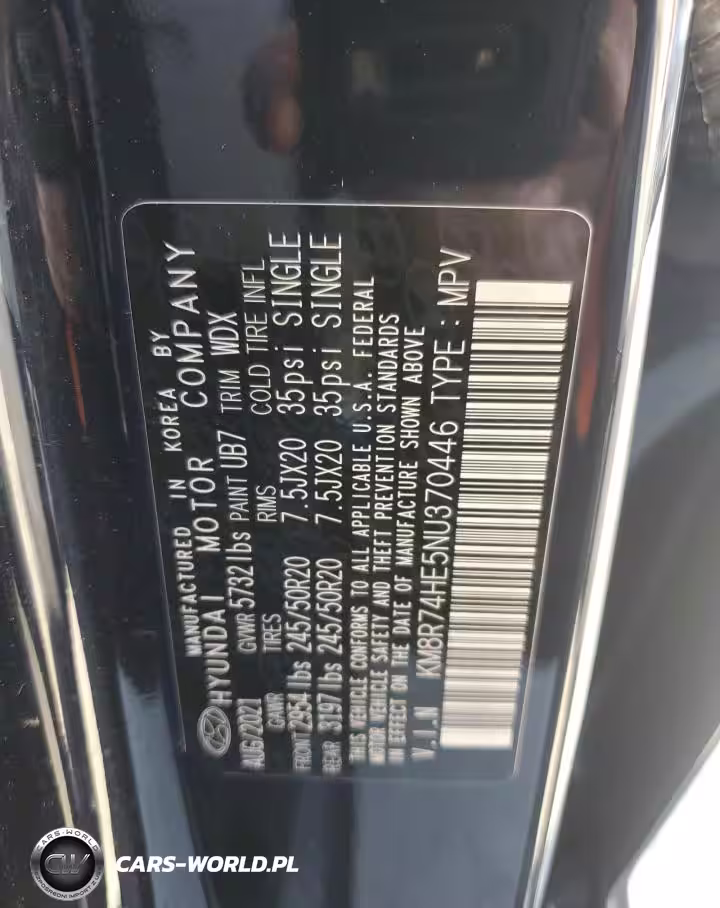 MANUFACTURED IN KOREA BY
HYUNDAI MOTOR COMPANY
AUG/2021 GVWR 5732lbs PAINT UB7 TRIM WDX
GAWR TIRES RIMS COLD TIRE INFL
FRONT 2954lbs 245/50R20 7.5JX20 35psi SINGLE
REAR 3197lbs 245/50R20 7.5JX20 35psi SINGLE
THIS VEHICLE CONFORMS TO ALL APPLICABLE U.S.A. FEDERAL
MOTOR VEHICLE SAFETY AND THEFT PREVENTION STANDARDS
IN EFFECT ON THE DATE OF MANUFACTURE SHOWN ABOVE
V.I.N KM8R74HE5NU370446 TYPE : MPV
CARS-WORLD
CW
CARS-WORLD.PL